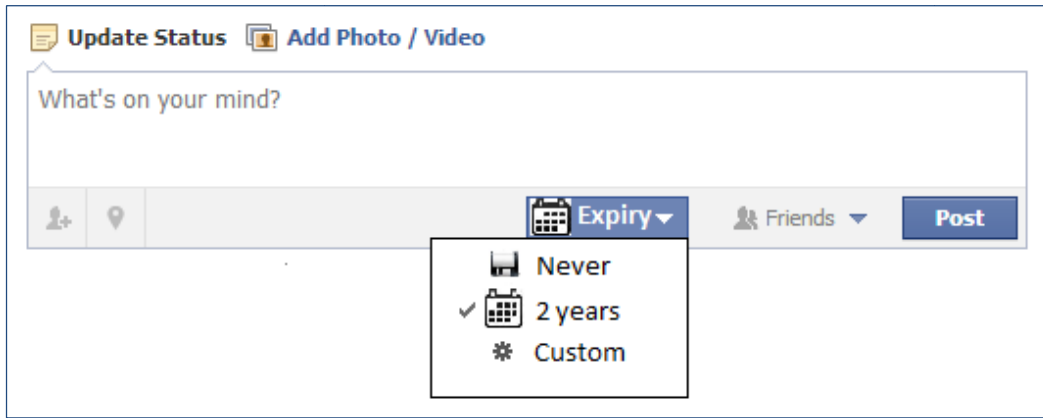 Update Status Add Photo / Video
What's on your mind?
Expiry Friends Post
Never
2 years
Custom